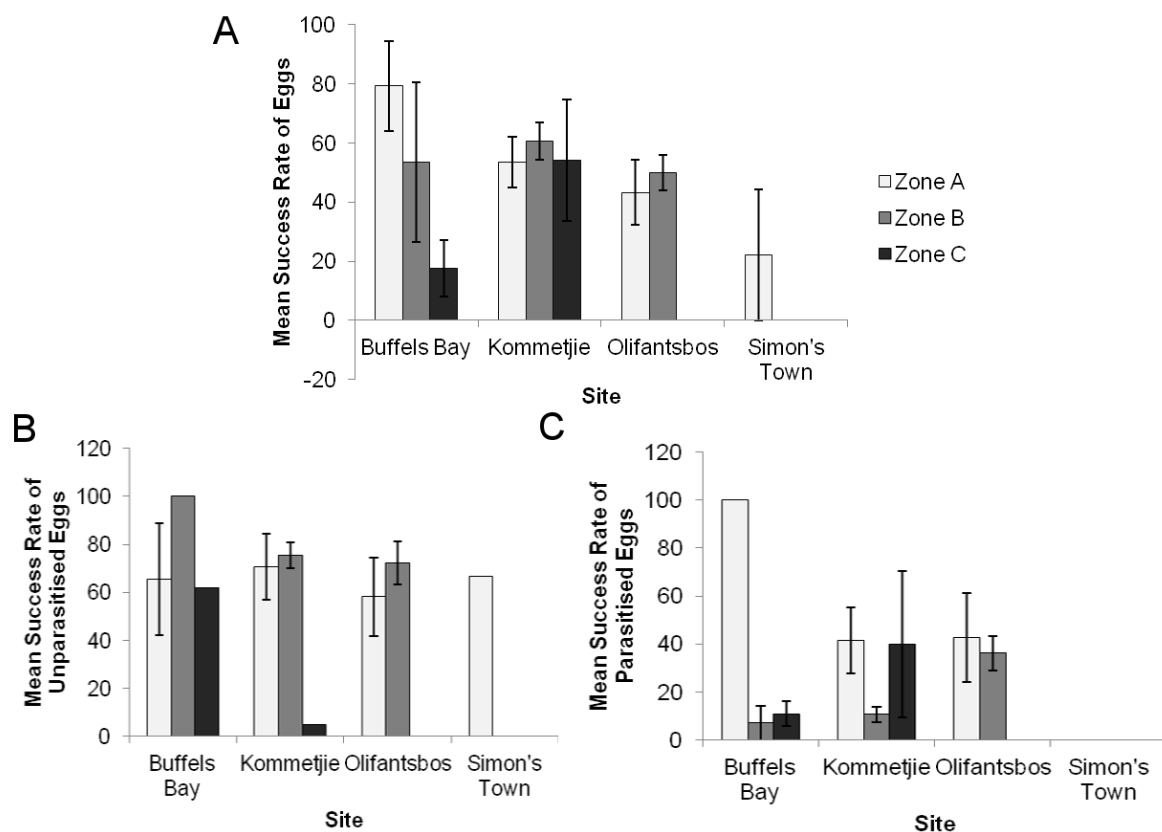 A
Mean Success Rate of Eggs
100
80
60
40
20
0
-20
Buffels Bay Kommetjie Olifantsbos Simon's
Town
Site
Zone A
Zone B
Zone C
B
Mean Success Rate of
Unparasitised Eggs
120
100
80
60
40
20
0
Buffels Kommetjie Olifantsbos Simon's
Bay Town
Site
C
Mean Success Rate of
Parasitised Eggs
120
100
80
60
40
20
0
Buffels Kommetjie Olifantsbos Simon's
Bay Town
Site